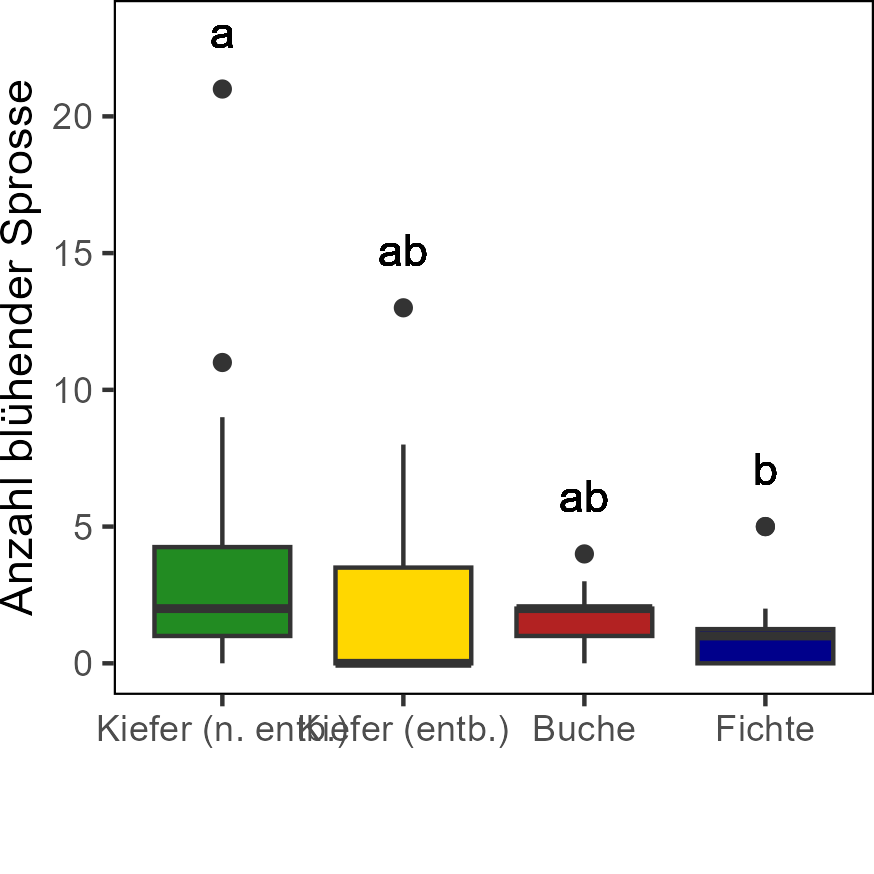 a
ab
ab
b
Anzahl blühender Sprosse
20
15
10
5
0
Kiefer (n. entb.)
Kiefer (entb.)
Buche
Fichte